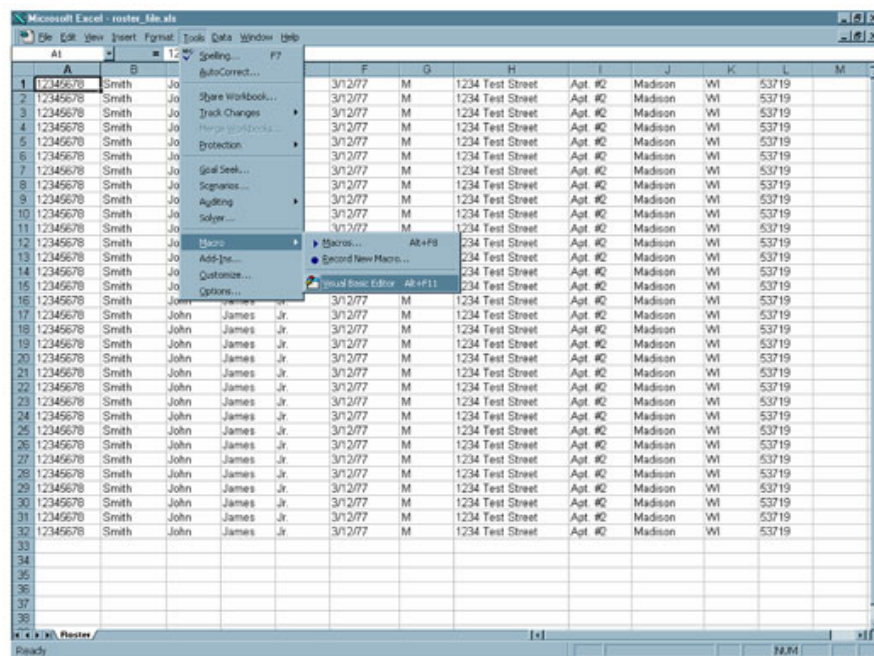 Microsoft Excel - roster_file.xls
File Edit View Insert Format Tools Data Window Help
A1 = 12
Spelling... F7
AutoCorrect...
Share Workbook...
Track Changes
Merge Workbooks...
Protection
Goal Seek...
Scenarios...
Auditing
Solver...
Macro
Add-Ins...
Customize...
Options...
Macros... Alt+F8
Record New Macro...
Visual Basic Editor Alt+F11
A B F G H I J K L M
1 12345678 Smith Jo 3/12/77 M 1234 Test Street Apt. #2 Madison WI 53719
2 12345678 Smith Jo 3/12/77 M 1234 Test Street Apt. #2 Madison WI 53719
3 12345678 Smith Jo 3/12/77 M 1234 Test Street Apt. #2 Madison WI 53719
4 12345678 Smith Jo 3/12/77 M 1234 Test Street Apt. #2 Madison WI 53719
5 12345678 Smith Jo 3/12/77 M 1234 Test Street Apt. #2 Madison WI 53719
6 12345678 Smith Jo 3/12/77 M 1234 Test Street Apt. #2 Madison WI 53719
7 12345678 Smith Jo 3/12/77 M 1234 Test Street Apt. #2 Madison WI 53719
8 12345678 Smith Jo 3/12/77 M 1234 Test Street Apt. #2 Madison WI 53719
9 12345678 Smith Jo 3/12/77 M 1234 Test Street Apt. #2 Madison WI 53719
10 12345678 Smith Jo 3/12/77 M 1234 Test Street Apt. #2 Madison WI 53719
11 12345678 Smith Jo 3/12/77 M 1234 Test Street Apt. #2 Madison WI 53719
12 12345678 Smith Jo 1234 Test Street Apt. #2 Madison WI 53719
13 12345678 Smith Jo 1234 Test Street Apt. #2 Madison WI 53719
14 12345678 Smith Jo 1234 Test Street Apt. #2 Madison WI 53719
15 12345678 Smith Jo 1234 Test Street Apt. #2 Madison WI 53719
16 12345678 Smith John James Jr. 3/12/77 M 1234 Test Street Apt. #2 Madison WI 53719
17 12345678 Smith John James Jr. 3/12/77 M 1234 Test Street Apt. #2 Madison WI 53719
18 12345678 Smith John James Jr. 3/12/77 M 1234 Test Street Apt. #2 Madison WI 53719
19 12345678 Smith John James Jr. 3/12/77 M 1234 Test Street Apt. #2 Madison WI 53719
20 12345678 Smith John James Jr. 3/12/77 M 1234 Test Street Apt. #2 Madison WI 53719
21 12345678 Smith John James Jr. 3/12/77 M 1234 Test Street Apt. #2 Madison WI 53719
22 12345678 Smith John James Jr. 3/12/77 M 1234 Test Street Apt. #2 Madison WI 53719
23 12345678 Smith John James Jr. 3/12/77 M 1234 Test Street Apt. #2 Madison WI 53719
24 12345678 Smith John James Jr. 3/12/77 M 1234 Test Street Apt. #2 Madison WI 53719
25 12345678 Smith John James Jr. 3/12/77 M 1234 Test Street Apt. #2 Madison WI 53719
26 12345678 Smith John James Jr. 3/12/77 M 1234 Test Street Apt. #2 Madison WI 53719
27 12345678 Smith John James Jr. 3/12/77 M 1234 Test Street Apt. #2 Madison WI 53719
28 12345678 Smith John James Jr. 3/12/77 M 1234 Test Street Apt. #2 Madison WI 53719
29 12345678 Smith John James Jr. 3/12/77 M 1234 Test Street Apt. #2 Madison WI 53719
30 12345678 Smith John James Jr. 3/12/77 M 1234 Test Street Apt. #2 Madison WI 53719
31 12345678 Smith John James Jr. 3/12/77 M 1234 Test Street Apt. #2 Madison WI 53719
32 12345678 Smith John James Jr. 3/12/77 M 1234 Test Street Apt. #2 Madison WI 53719
33
34
35
36
37
38
Roster
Ready NUM